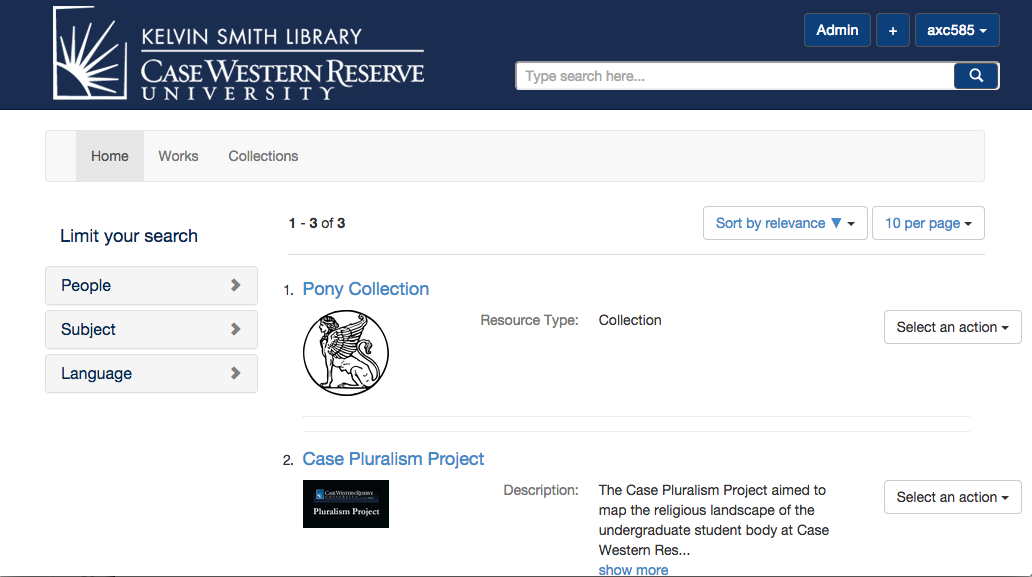 KELVIN SMITH LIBRARY
CASE WESTERN RESERVE
UNIVERSITY
Admin
+
axc585
Type search here...
Home Works Collections
Limit your search
People
Subject
Language
1 - 3 of 3
Sort by relevance ▼
10 per page
1. Pony Collection
Resource Type: Collection
Select an action
2. Case Pluralism Project
CASE WESTERN RESERVE
UNIVERSITY
Pluralism Project
Description: The Case Pluralism Project aimed to
map the religious landscape of the
undergraduate student body at Case
Western Res...
show more
Select an action